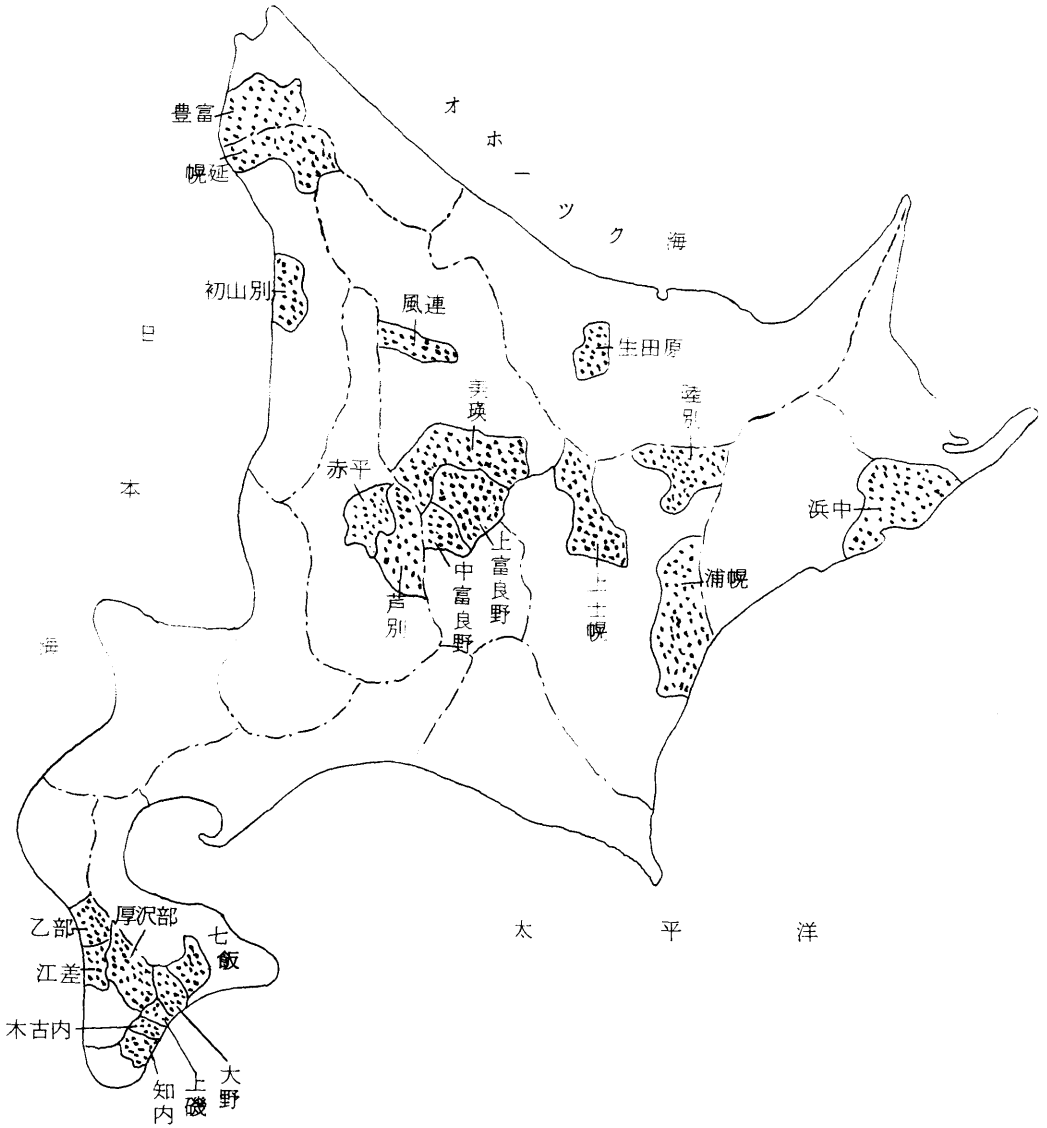 オホーツク海
豊富
幌延
初山別
風連
生田原
日本海
美瑛
陸別
赤平
浜中
上富良野
中富良野
芦別
上士幌
浦幌
太平洋
乙部
厚沢部
七飯
江差
木古内
大野
上磯
知内